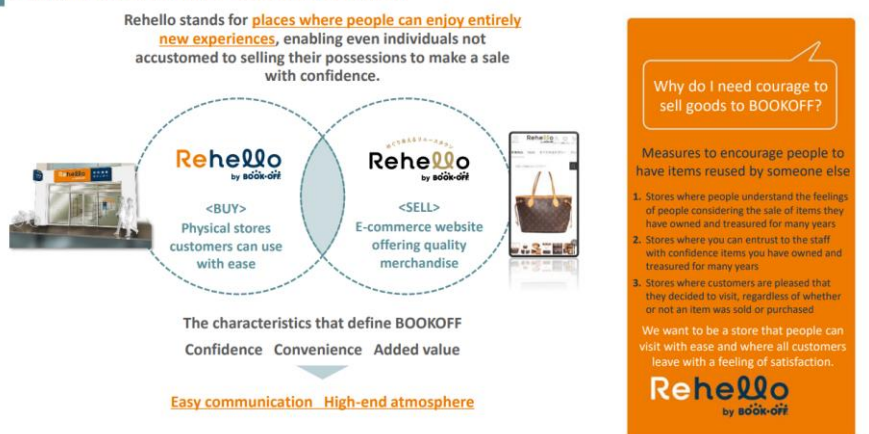 Rehello stands for places where people can enjoy entirely
new experiences, enabling even individuals not
accustomed to selling their possessions to make a sale
with confidence.
Rehello
by BOOK·OFF
<BUY>
Physical stores
customers can use
with ease
Rehello
by BOOK·OFF
<SELL>
E-commerce website
offering quality
merchandise
Rehello
Rehello
The characteristics that define BOOKOFF
Confidence Convenience Added value
Easy communication High-end atmosphere
Why do I need courage to
sell goods to BOOKOFF?
Measures to encourage people to
have items reused by someone else
1. Stores where people understand the feelings
of people considering the sale of items they
have owned and treasured for many years
2. Stores where you can entrust to the staff
with confidence items you have owned and
treasured for many years
3. Stores where customers are pleased that
they decided to visit, regardless of whether
or not an item was sold or purchased
We want to be a store that people can
visit with ease and where all customers
leave with a feeling of satisfaction.
Rehello
by BOOK·OFF